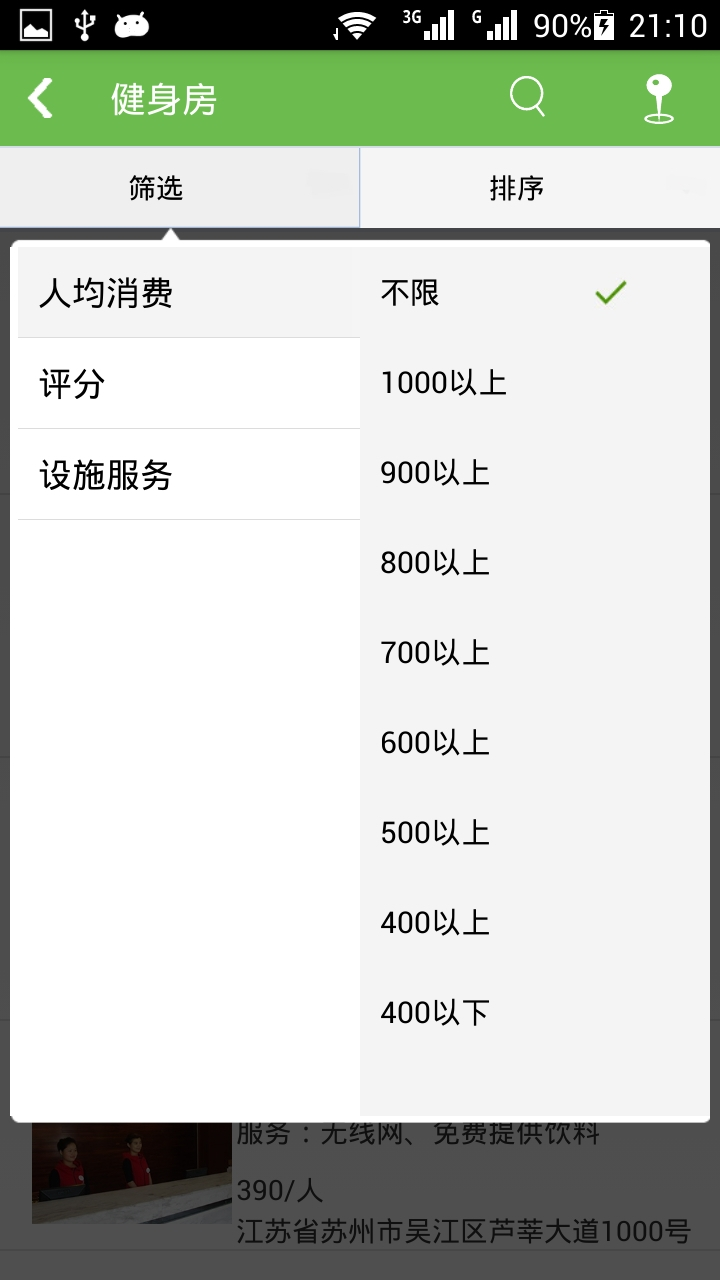 3G G 90% 21:10
健身房
筛选 排序
人均消费 不限
1000以上
评分
900以上
设施服务
800以上
700以上
600以上
500以上
400以上
400以下
服务：无线网、免费提供饮料
390/人
江苏省苏州市吴江区芦莘大道1000号